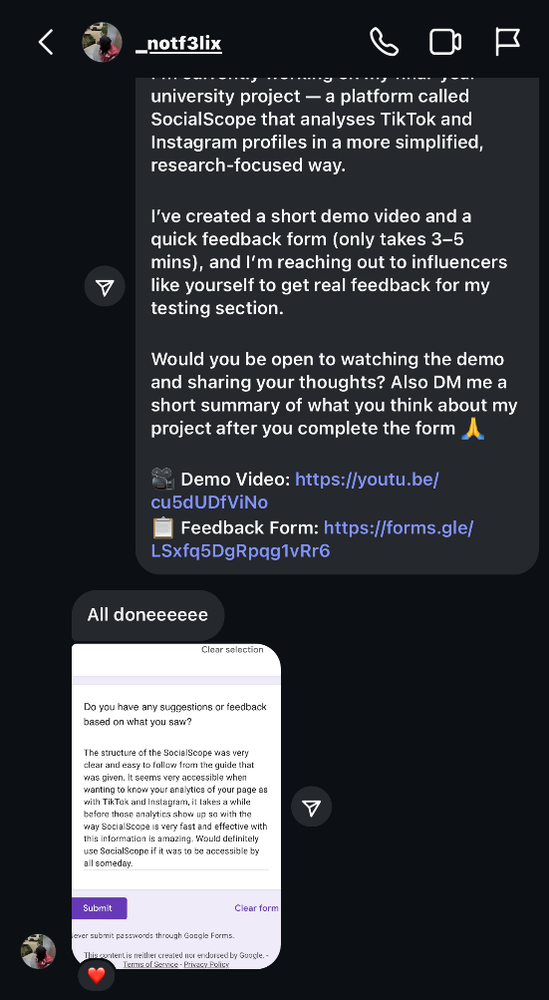 _notf3lix
I'm currently working on my final-year
university project — a platform called
SocialScope that analyses TikTok and
Instagram profiles in a more simplified,
research-focused way.
I've created a short demo video and a
quick feedback form (only takes 3–5
mins), and I'm reaching out to influencers
like yourself to get real feedback for my
testing section.
Would you be open to watching the demo
and sharing your thoughts? Also DM me a
short summary of what you think about my
project after you complete the form 🙏
🎥 Demo Video: https://youtu.be/
cu5dUDfViNo
📋 Feedback Form: https://forms.gle/
LSxfq5DgRpqg1vRr6
All doneeeeee
Clear selection
Do you have any suggestions or feedback
based on what you saw?
The structure of the SocialScope was very
clear and easy to follow from the guide that
was given. It seems very accessible when
wanting to know your analytics of your page as
with TikTok and Instagram, it takes a while
before those analytics show up so with the
way SocialScope is very fast and effective with
this information is amazing. Would definitely
use SocialScope if it was to be accessible by
all someday.
Submit
Clear form
ever submit passwords through Google Forms.
This content is neither created nor endorsed by Google. -
Terms of Service - Privacy Policy